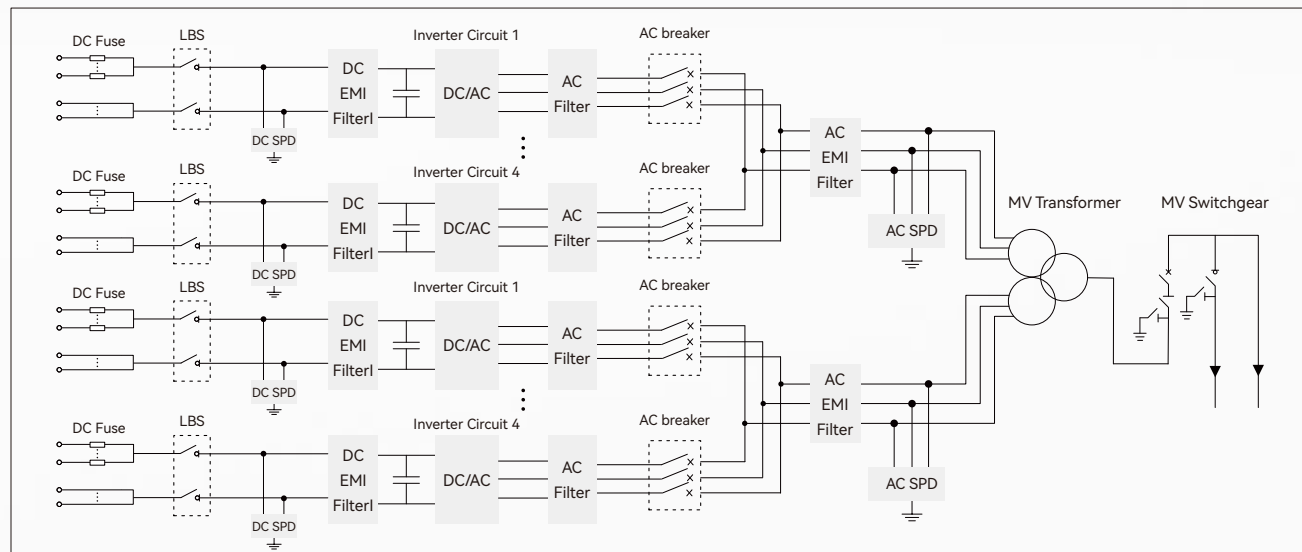 DC Fuse
LBS
Inverter Circuit 1
AC breaker
DC
EMI
FilterI
DC/AC
AC
Filter
DC SPD
DC Fuse
LBS
Inverter Circuit 4
AC breaker
DC
EMI
FilterI
DC/AC
AC
Filter
DC SPD
AC
EMI
Filter
AC SPD
MV Transformer
MV Switchgear
DC Fuse
LBS
Inverter Circuit 1
AC breaker
DC
EMI
FilterI
DC/AC
AC
Filter
DC SPD
DC Fuse
LBS
Inverter Circuit 4
AC breaker
DC
EMI
FilterI
DC/AC
AC
Filter
DC SPD
AC
EMI
Filter
AC SPD